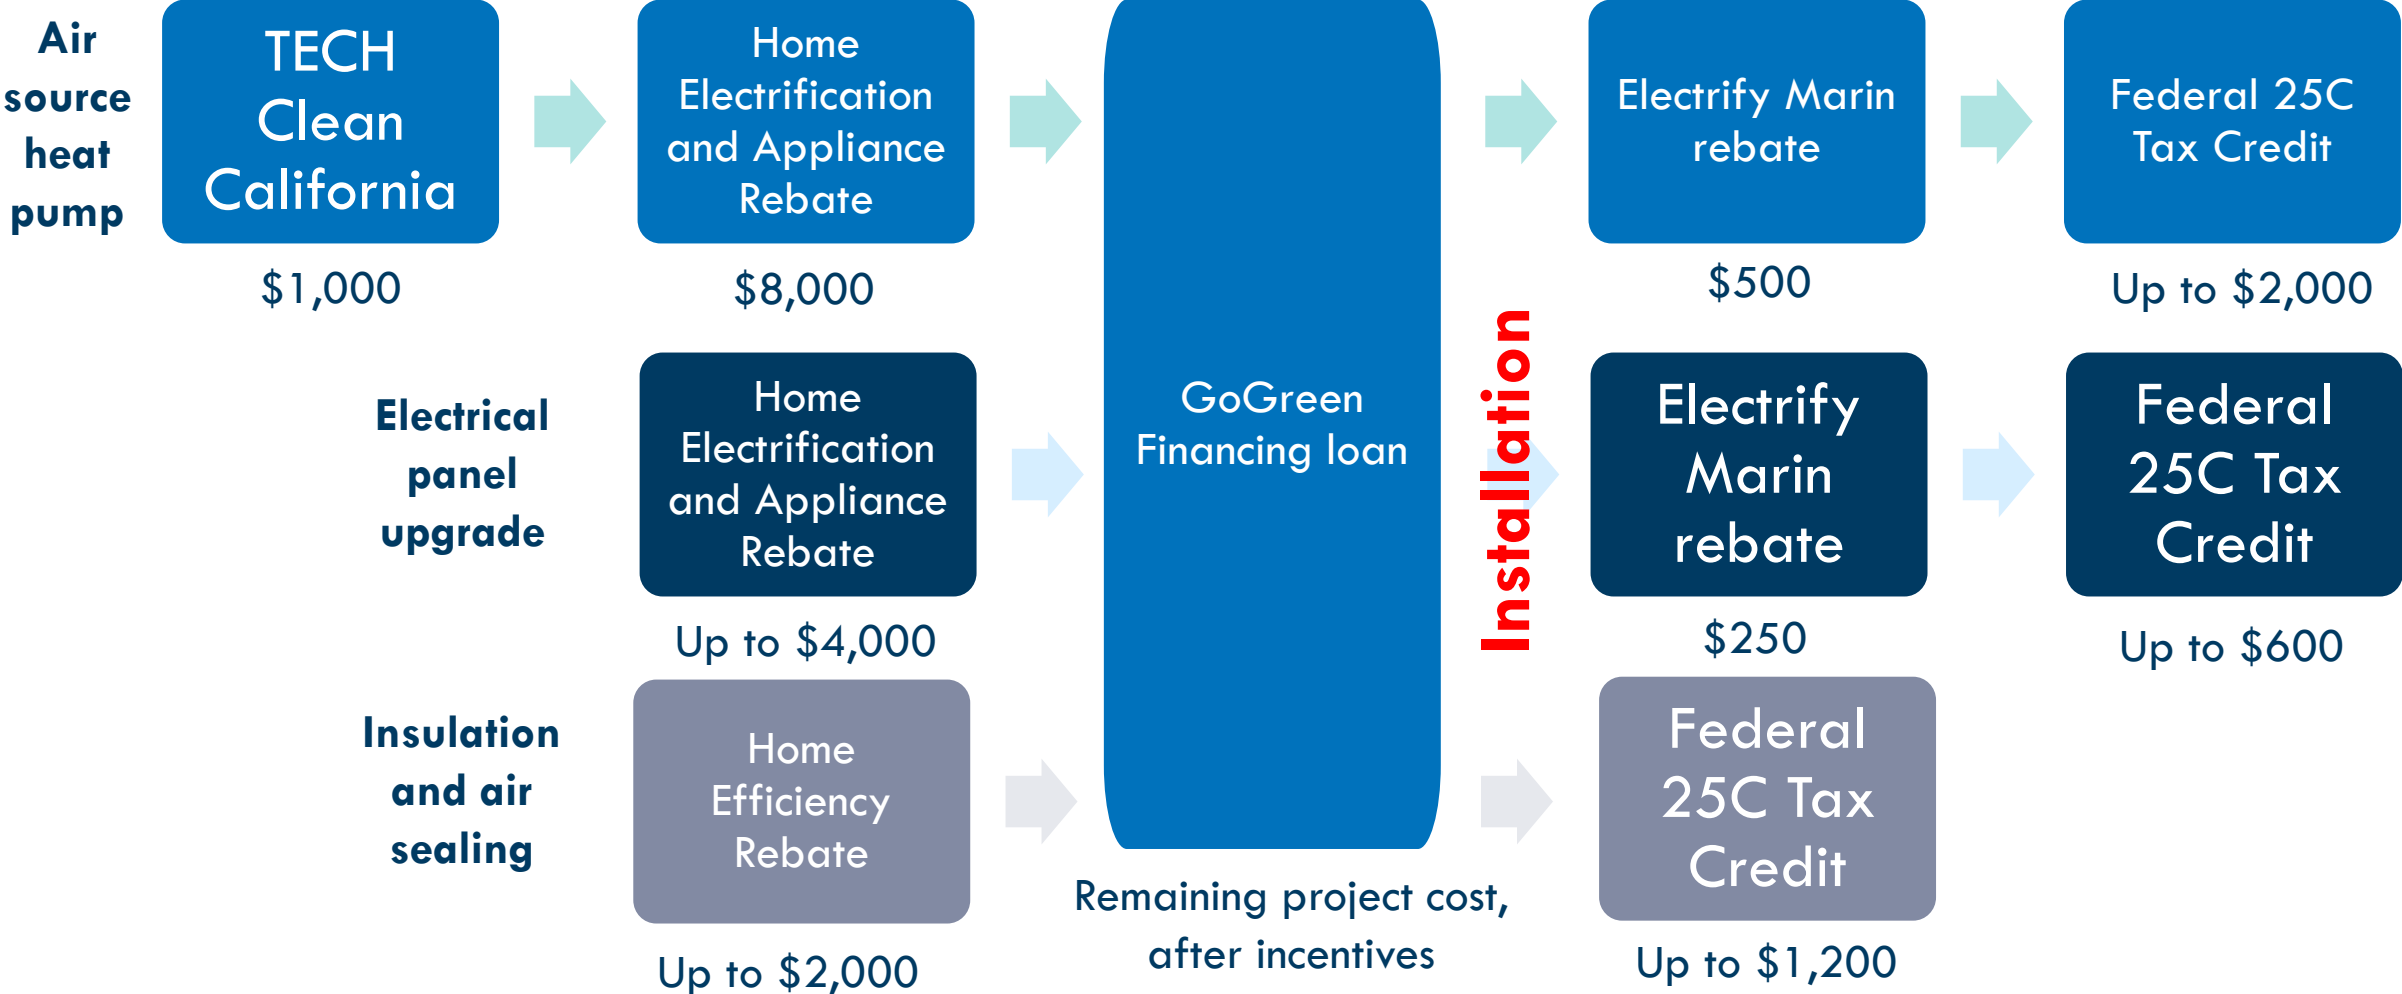 Air
source
heat
pump
TECH
Clean
California
$1,000
Home
Electrification
and Appliance
Rebate
$8,000
Electrify Marin
rebate
$500
Federal 25C
Tax Credit
Up to $2,000
Electrical
panel
upgrade
Home
Electrification
and Appliance
Rebate
Up to $4,000
GoGreen
Financing loan
Remaining project cost,
after incentives
Installation
Electrify
Marin
rebate
$250
Federal
25C Tax
Credit
Up to $600
Insulation
and air
sealing
Home
Efficiency
Rebate
Up to $2,000
Federal
25C Tax
Credit
Up to $1,200